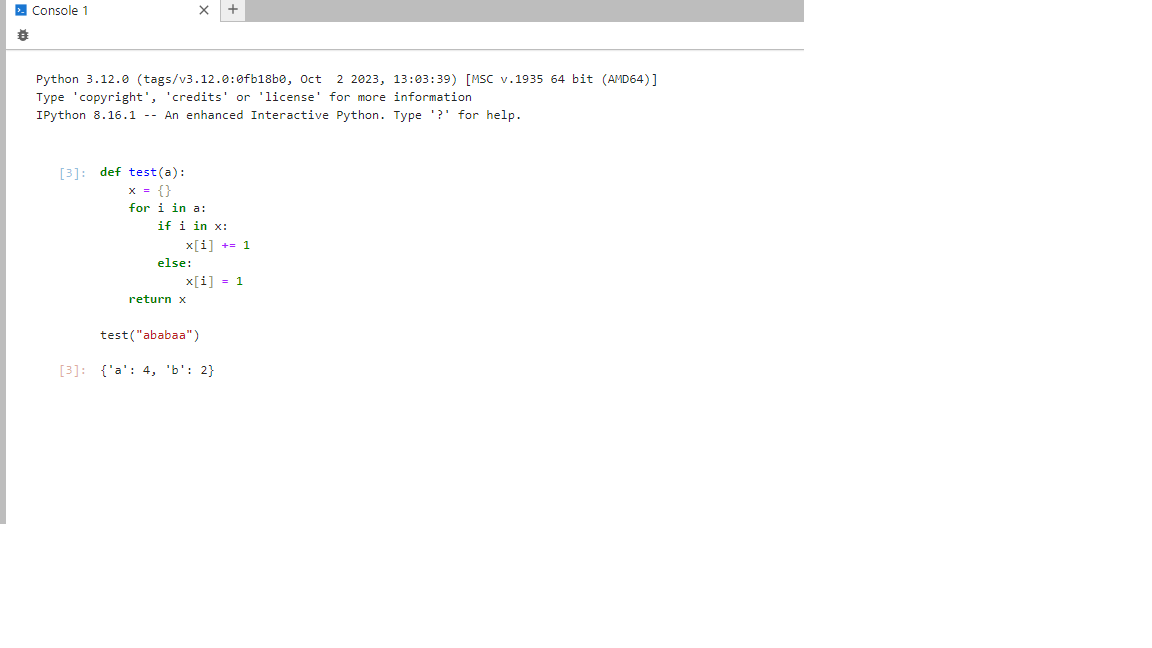 Console 1
Python 3.12.0 (tags/v3.12.0:0fb18b0, Oct  2 2023, 13:03:39) [MSC v.1935 64 bit (AMD64)]
Type 'copyright', 'credits' or 'license' for more information
IPython 8.16.1 -- An enhanced Interactive Python. Type '?' for help.
[3]: def test(a):
    x = {}
    for i in a:
        if i in x:
            x[i] += 1
        else:
            x[i] = 1
    return x
test("ababaa")
[3]: {'a': 4, 'b': 2}